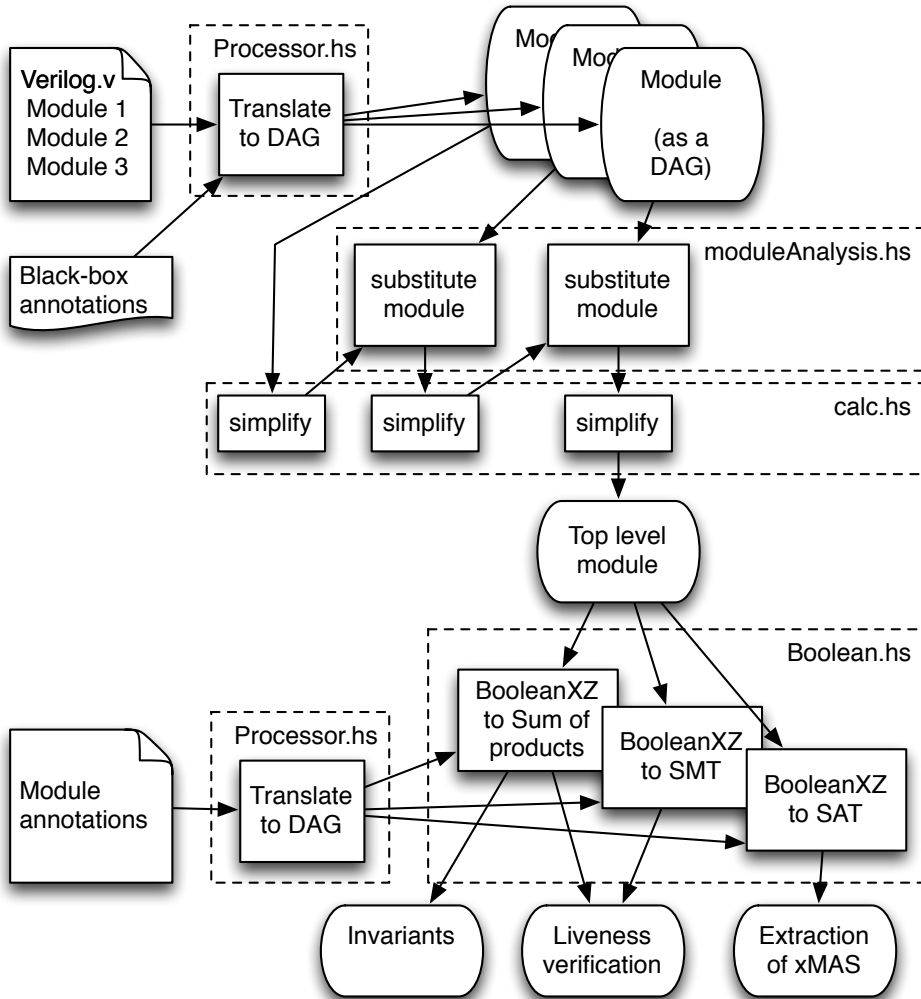 Processor.hs
Verilog.v
Module 1
Module 2
Module 3
Translate
to DAG
Module
(as a
DAG)
Black-box
annotations
moduleAnalysis.hs
substitute
module
substitute
module
calc.hs
simplify
simplify
simplify
Top level
module
Boolean.hs
BooleanXZ
to Sum of
products
BooleanXZ
to SMT
BooleanXZ
to SAT
Processor.hs
Module
annotations
Translate
to DAG
Invariants
Liveness
verification
Extraction
of xMAS